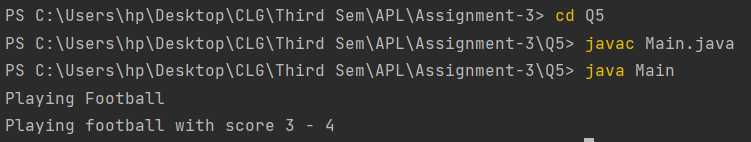 PS C:\Users\hp\Desktop\CLG\Third Sem\APL\Assignment-3> cd Q5
PS C:\Users\hp\Desktop\CLG\Third Sem\APL\Assignment-3\Q5> javac Main.java
PS C:\Users\hp\Desktop\CLG\Third Sem\APL\Assignment-3\Q5> java Main
Playing Football
Playing football with score 3 - 4